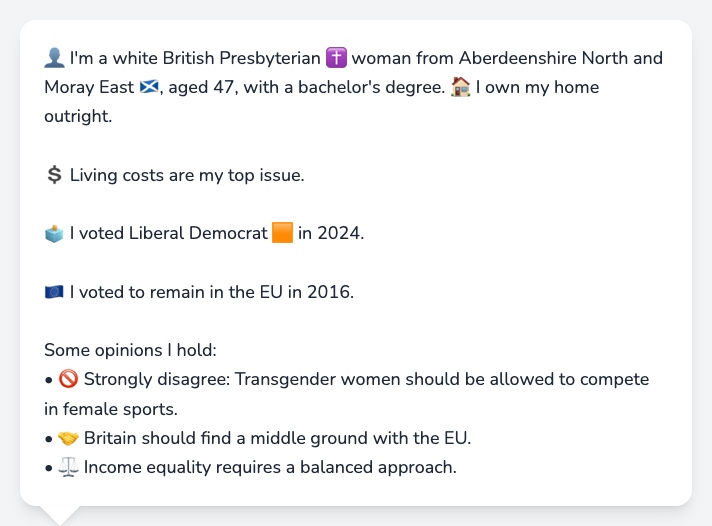 👤 I'm a white British Presbyterian ✝️ woman from Aberdeenshire North and
Moray East 🏴󠁧󠁢󠁳󠁣󠁴󠁿, aged 47, with a bachelor's degree. 🏠 I own my home
outright.
💲 Living costs are my top issue.
🗳️ I voted Liberal Democrat 🟧 in 2024.
🇪🇺 I voted to remain in the EU in 2016.
Some opinions I hold:
• 🚫 Strongly disagree: Transgender women should be allowed to compete
in female sports.
• 🤝 Britain should find a middle ground with the EU.
• ⚖️ Income equality requires a balanced approach.